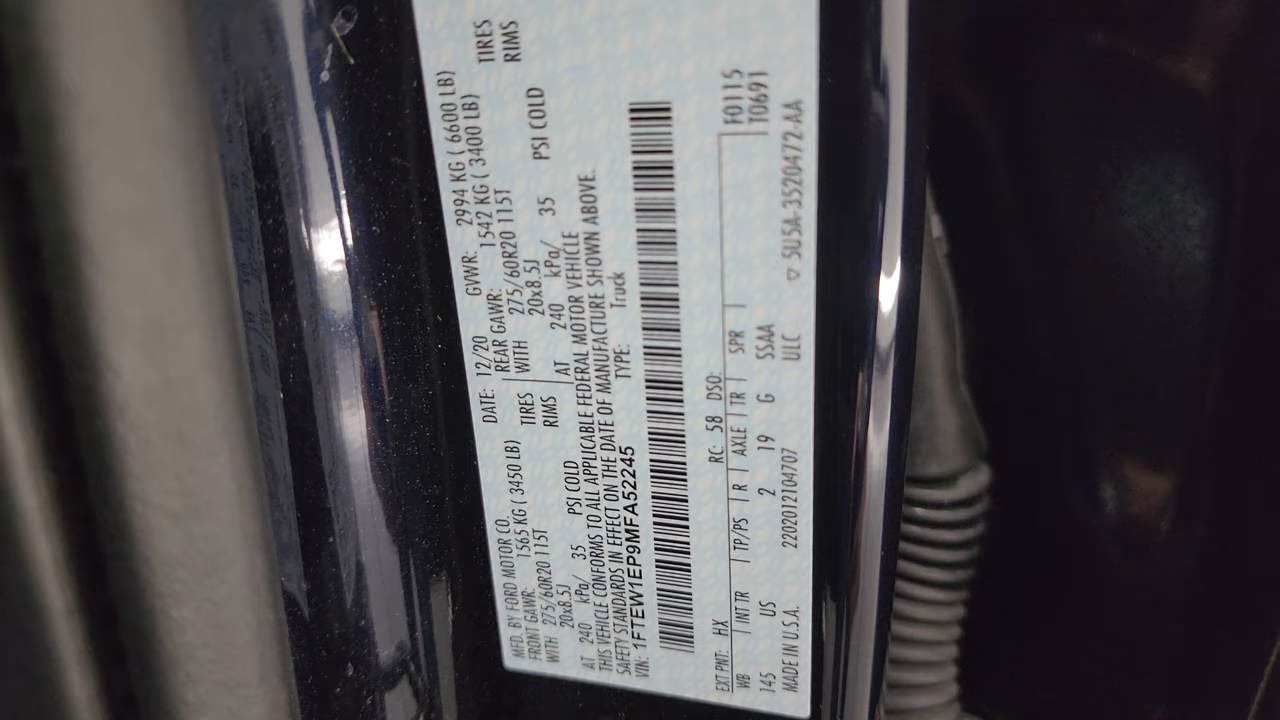 MFD. BY FORD MOTOR CO. DATE: 12/20 GVWR: 2994 KG ( 6600 LB)
FRONT GAWR: 1565 KG ( 3450 LB) REAR GAWR: 1542 KG ( 3400 LB)
WITH 275/60R20 115T TIRES WITH 275/60R20 115T TIRES
20x8.5J RIMS 20x8.5J RIMS
AT 240 kPa/ 35 PSI COLD AT 240 kPa/ 35 PSI COLD
THIS VEHICLE CONFORMS TO ALL APPLICABLE FEDERAL MOTOR VEHICLE
SAFETY STANDARDS IN EFFECT ON THE DATE OF MANUFACTURE SHOWN ABOVE.
VIN: 1FTEW1EP9MFA52245 TYPE: Truck
EXT PNT: HX RC: 58 DSO: F0115
WB INT TR TP/PS R AXLE TR SPR T0691
145 US 2 19 G SSAA
MADE IN U.S.A. 2202012104707 ULC ▽ 5U5A-3520472-AA